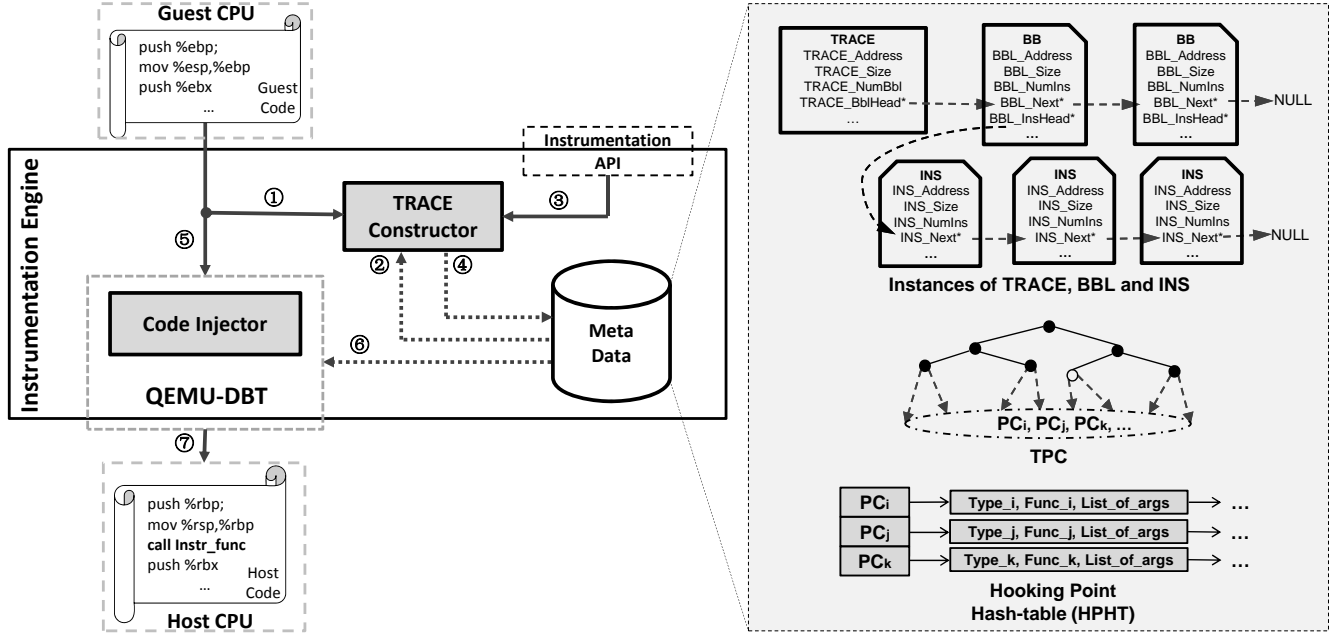 Guest CPU
push %ebp;
mov %esp,%ebp
push %ebx
...
Guest
Code
Instrumentation
API
Instrumentation Engine
①
TRACE
Constructor
③
⑤
②
④
Code Injector
⑥
Meta
Data
QEMU-DBT
⑦
push %rbp;
mov %rsp,%rbp
call Instr_func
push %rbx
...
Host
Code
Host CPU
TRACE
TRACE_Address
TRACE_Size
TRACE_NumBbl
TRACE_BblHead*
...
BB
BBL_Address
BBL_Size
BBL_NumIns
BBL_Next*
BBL_InsHead*
...
BB
BBL_Address
BBL_Size
BBL_NumIns
BBL_Next*
BBL_InsHead*
...
NULL
INS
INS_Address
INS_Size
INS_NumIns
INS_Next*
...
INS
INS_Address
INS_Size
INS_NumIns
INS_Next*
...
INS
INS_Address
INS_Size
INS_NumIns
INS_Next*
...
NULL
Instances of TRACE, BBL and INS
PCi, PCj, PCk, ...
TPC
PCi Type_i, Func_i, List_of_args ...
PCj Type_j, Func_j, List_of_args ...
PCk Type_k, Func_k, List_of_args ...
Hooking Point
Hash-table (HPHT)